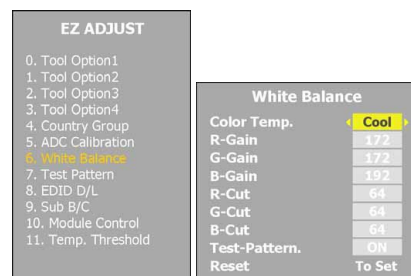 EZ ADJUST
0. Tool Option1
1. Tool Option2
2. Tool Option3
3. Tool Option4
4. Country Group
5. ADC Calibration
6. White Balance
7. Test Pattern
8. EDID D/L
9. Sub B/C
10. Module Control
11. Temp. Threshold
White Balance
Color Temp. Cool
R-Gain 172
G-Gain 172
B-Gain 192
R-Cut 64
G-Cut 64
B-Cut 64
Test-Pattern. ON
Reset To Set